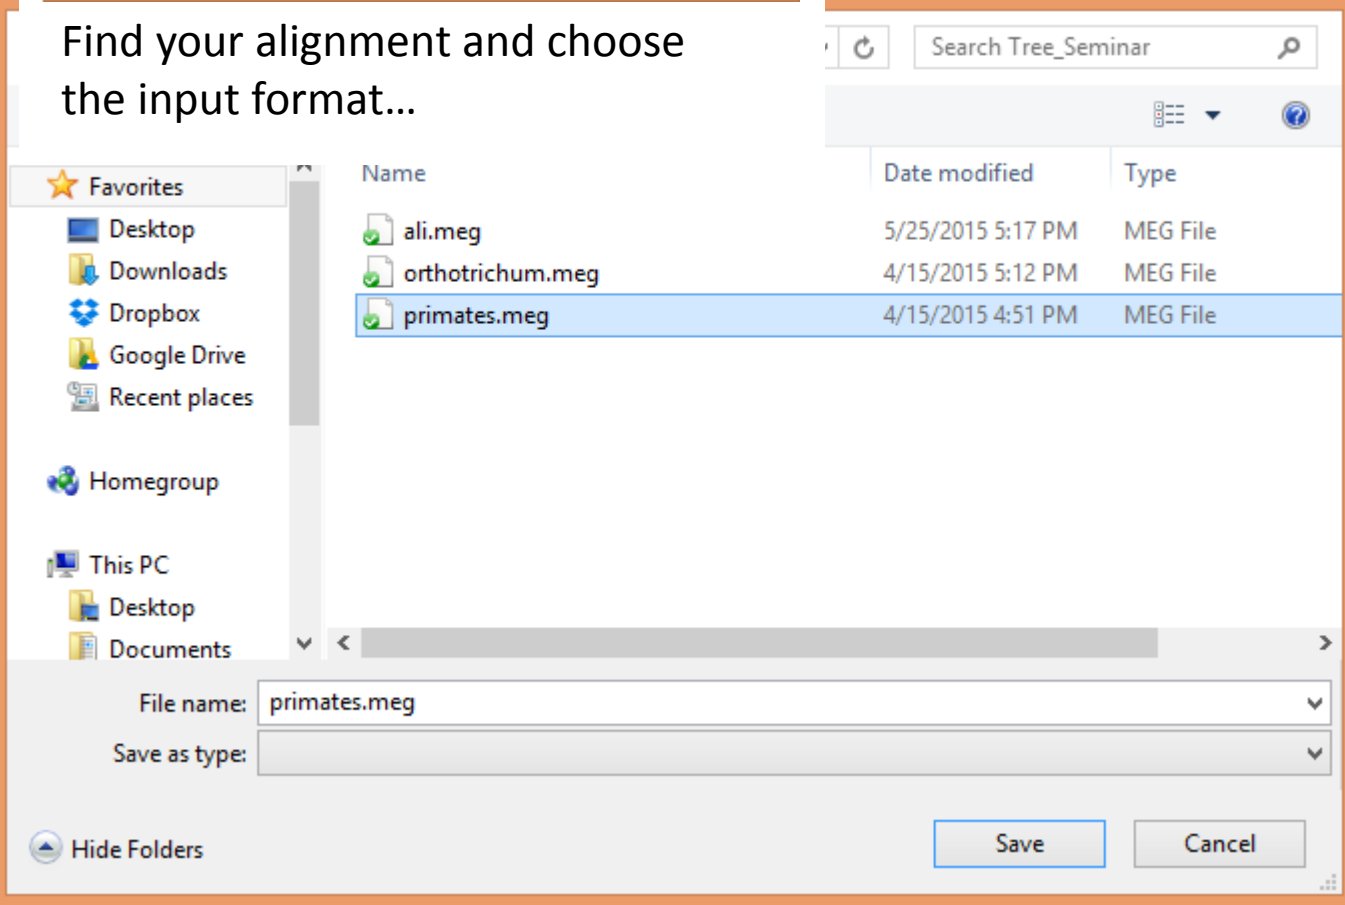 Find your alignment and choose
the input format...
Search Tree_Seminar
Name Date modified Type
Favorites
Desktop
Downloads
Dropbox
Google Drive
Recent places
Homegroup
This PC
Desktop
Documents
ali.meg 5/25/2015 5:17 PM MEG File
orthotrichum.meg 4/15/2015 5:12 PM MEG File
primates.meg 4/15/2015 4:51 PM MEG File
File name: primates.meg
Save as type:
Hide Folders
Save
Cancel